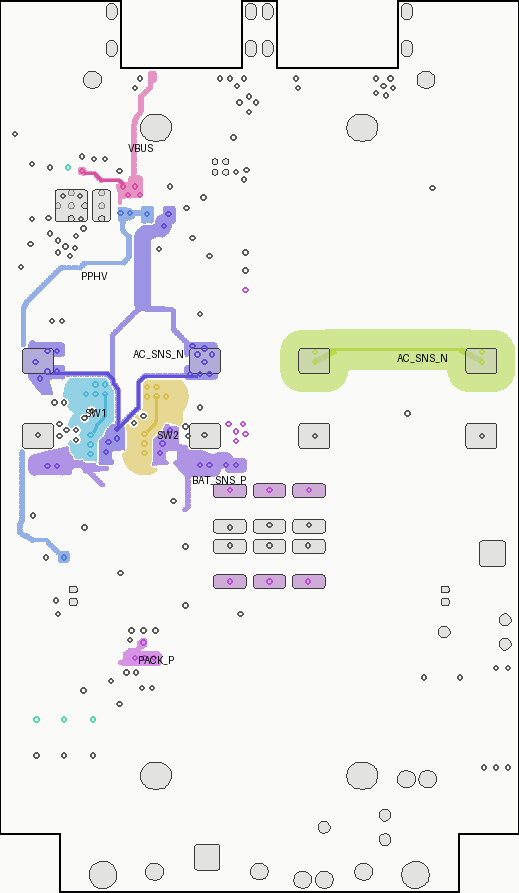 VBUS
PPHV
AC_SNS_N
AC_SNS_N
SW1
SW2
BAT_SNS_P
PACK_P